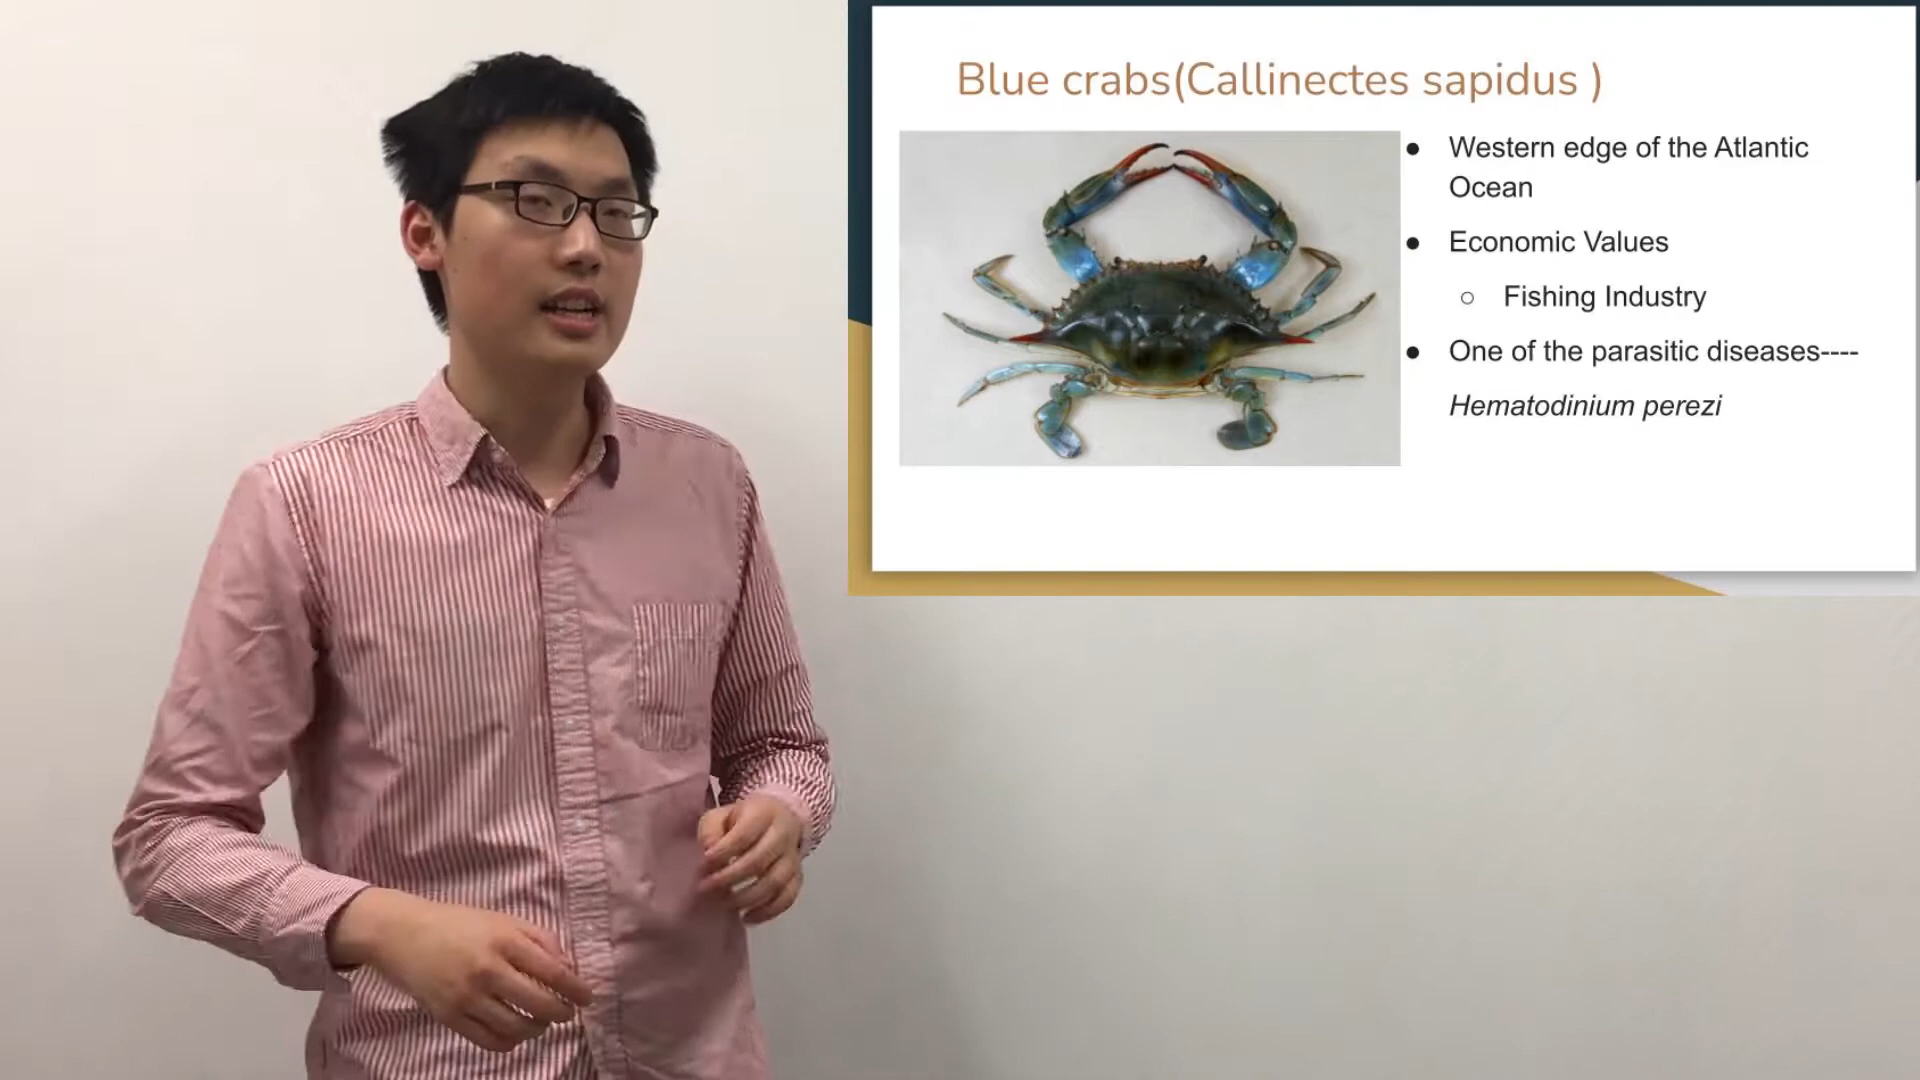 Blue crabs(Callinectes sapidus )
● Western edge of the Atlantic
Ocean
● Economic Values
○ Fishing Industry
● One of the parasitic diseases----
Hematodinium perezi